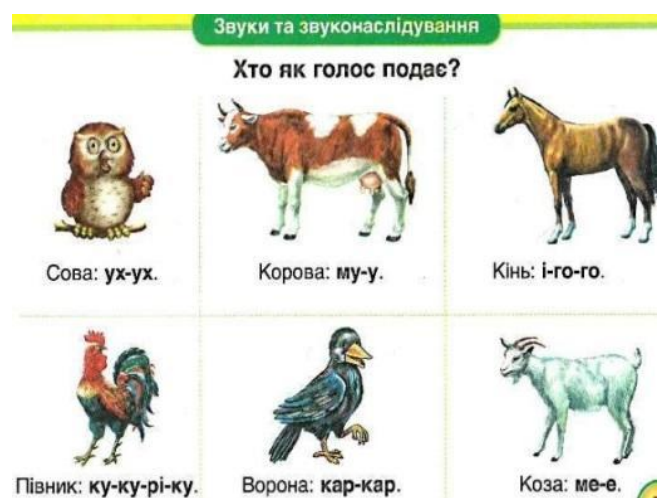 Звуки та звуконаслідування
Хто як голос подає?
Сова: ух-ух.
Корова: му-у.
Кінь: і-го-го.
Півник: ку-ку-рі-ку.
Ворона: кар-кар.
Коза: ме-е.